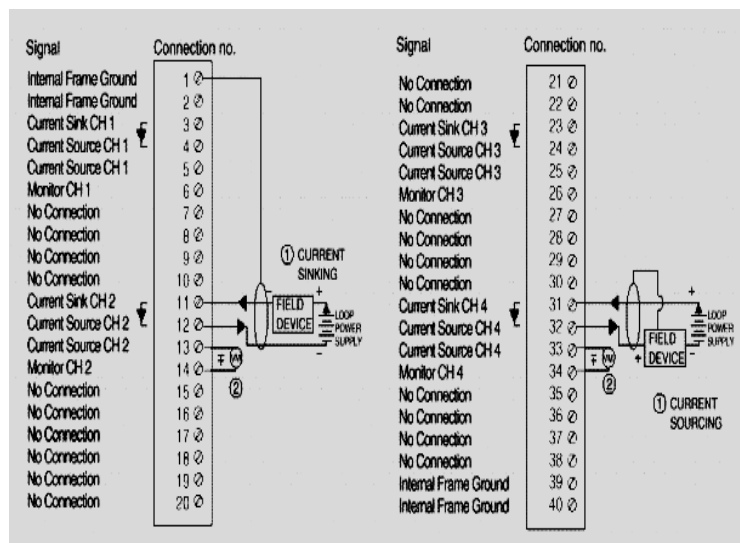 Signal Connection no.
Internal Frame Ground 1
Internal Frame Ground 2
Current Sink CH 1 3
Current Source CH 1 4
Current Source CH 1 5
Monitor CH 1 6
No Connection 7
No Connection 8
No Connection 9
No Connection 10
Current Sink CH 2 11
Current Source CH 2 12
Current Source CH 2 13
Monitor CH 2 14
No Connection 15
No Connection 16
No Connection 17
No Connection 18
No Connection 19
No Connection 20
1 CURRENT
SINKING
- +
FIELD
DEVICE
LOOP
POWER
SUPPLY
-
∓ VM
2
Signal Connection no.
No Connection 21
No Connection 22
Current Sink CH 3 23
Current Source CH 3 24
Current Source CH 3 25
Monitor CH 3 26
No Connection 27
No Connection 28
No Connection 29
No Connection 30
Current Sink CH 4 31
Current Source CH 4 32
Current Source CH 4 33
Monitor CH 4 34
No Connection 35
No Connection 36
No Connection 37
No Connection 38
Internal Frame Ground 39
Internal Frame Ground 40
+
LOOP
POWER
SUPPLY
- -
FIELD
+ DEVICE
∓ VM
2
1 CURRENT
SOURCING